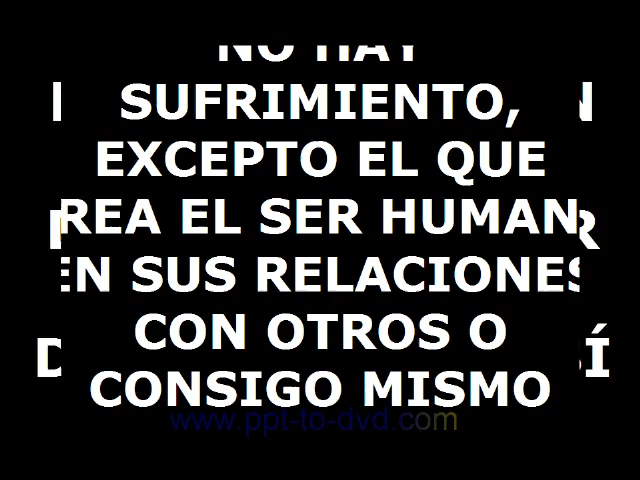 NO HAY
SUFRIMIENTO,
EXCEPTO EL QUE
REA EL SER HUMAN
EN SUS RELACIONES
CON OTROS O
CONSIGO MISMO
www.ppt-to-dvd.com